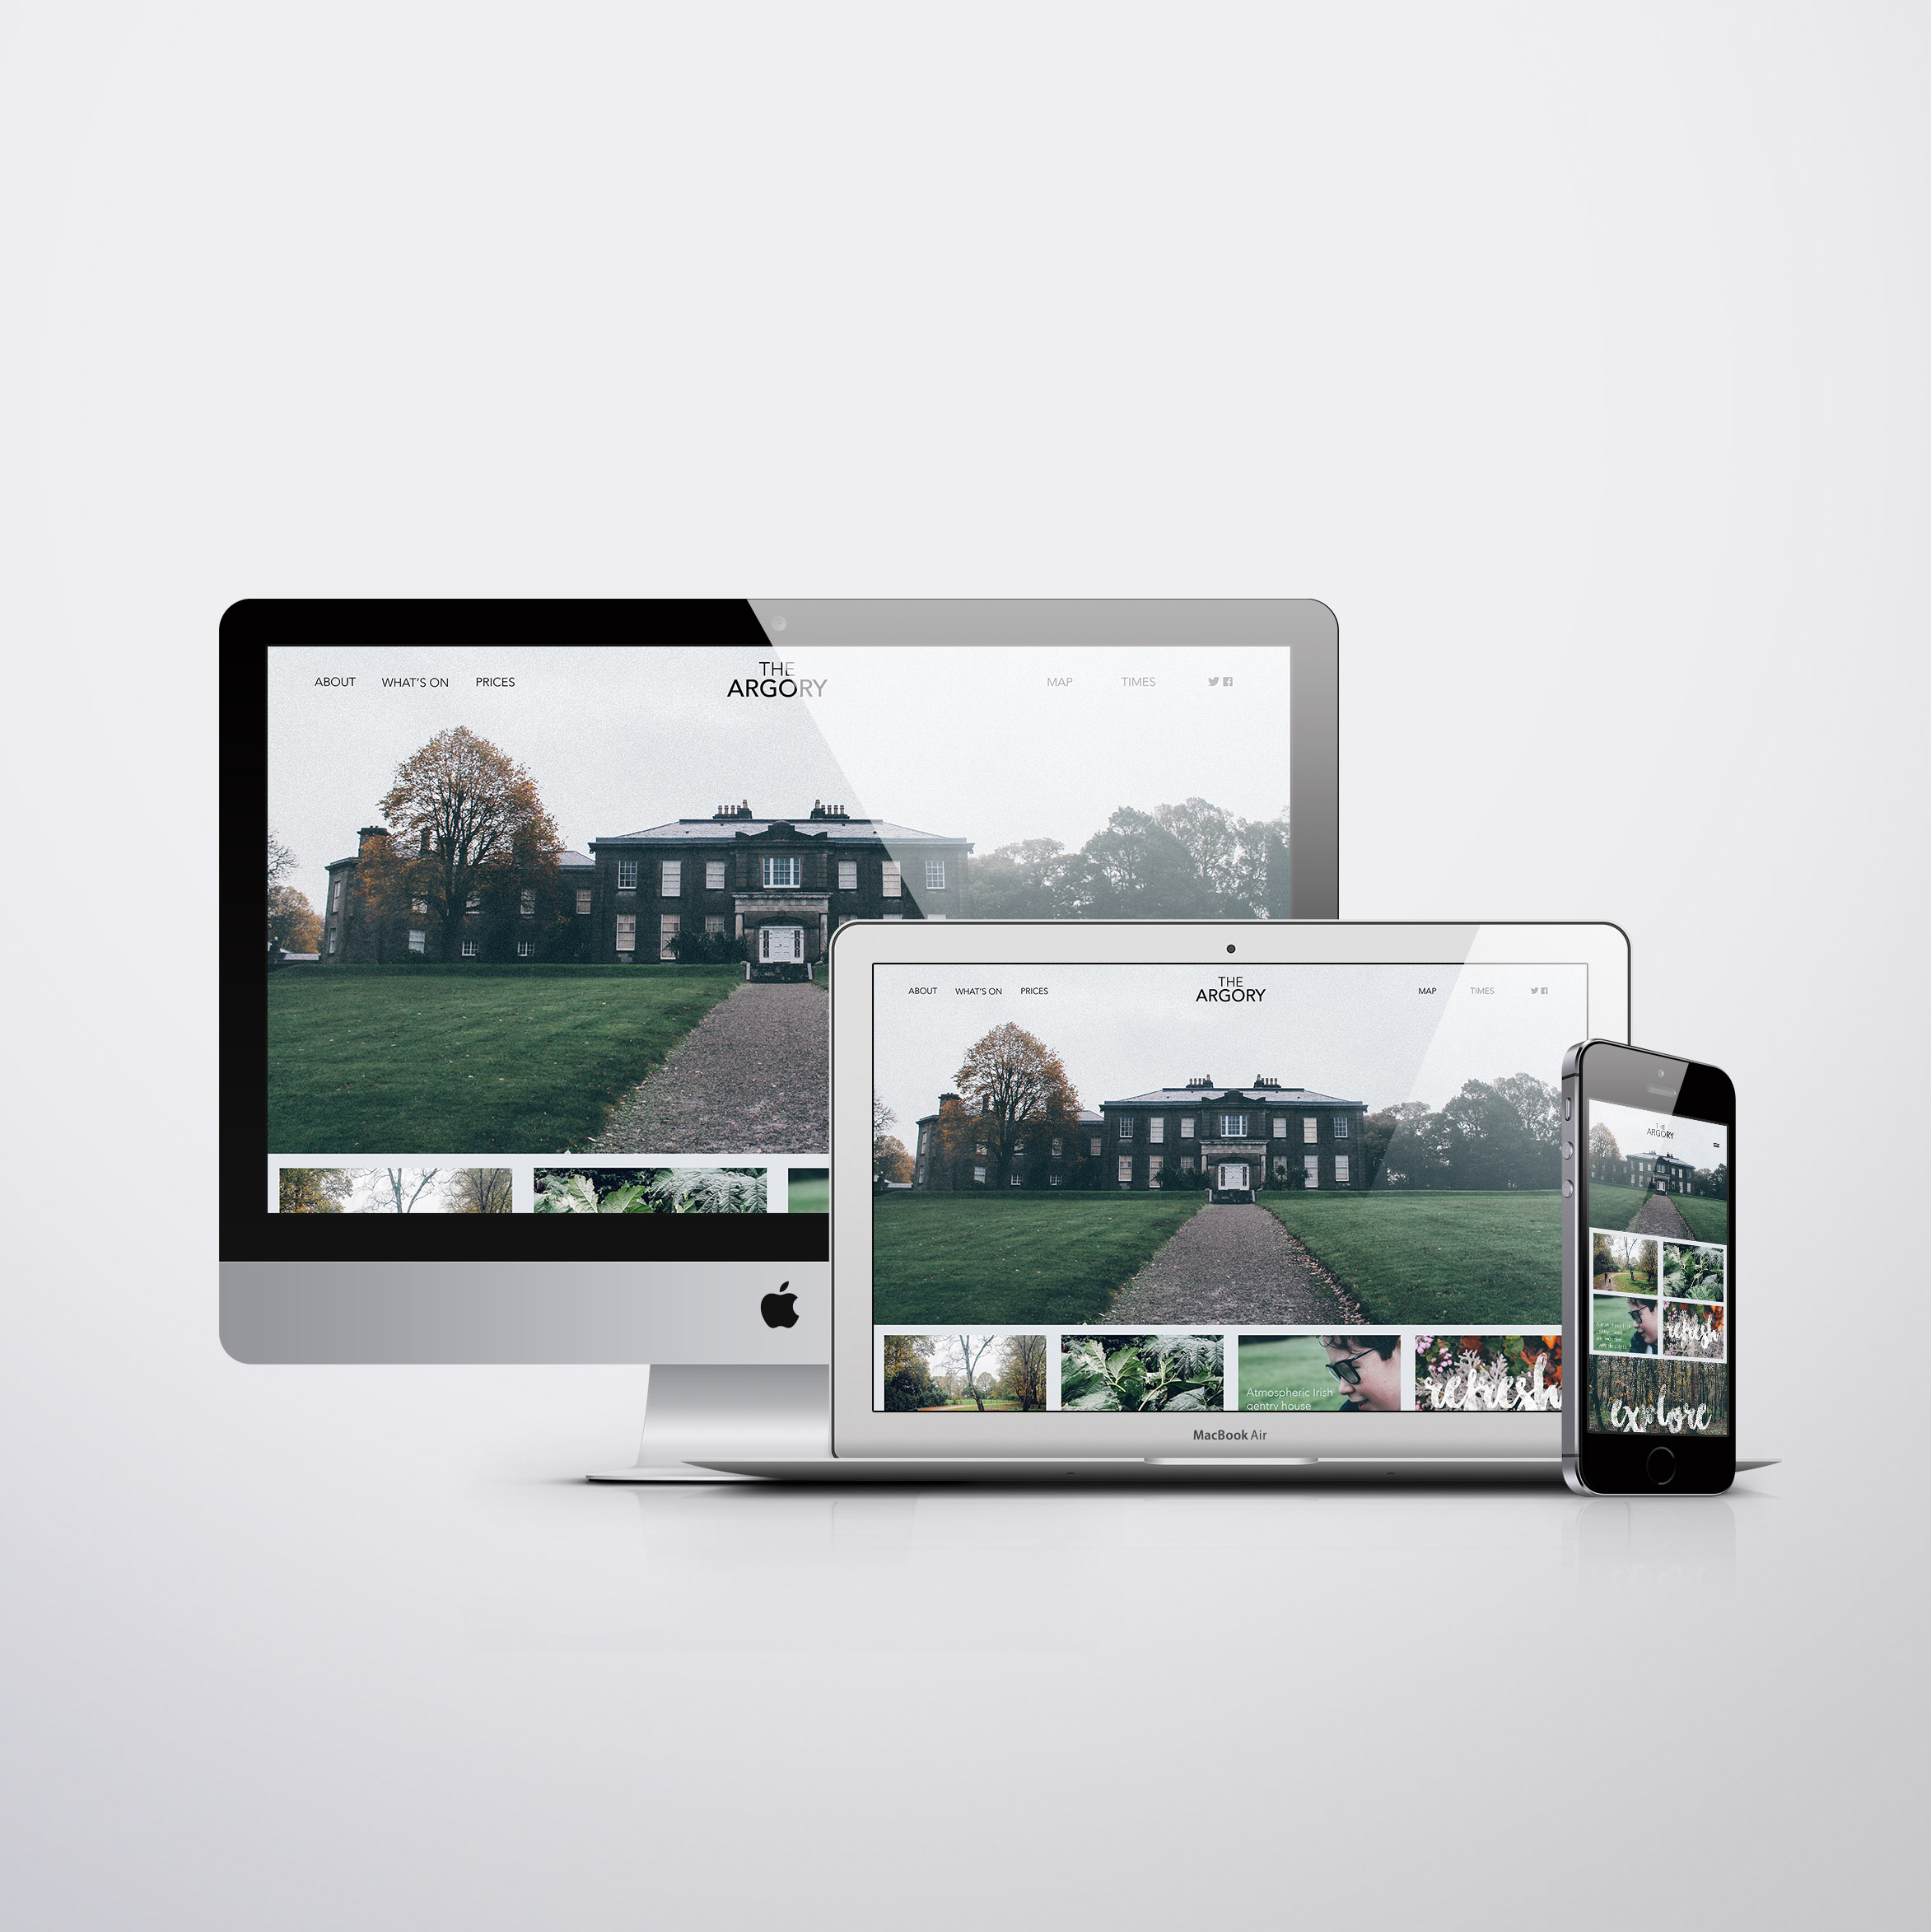 ABOUT WHAT'S ON PRICES
THE
ARGORY
MAP TIMES
ABOUT WHAT'S ON PRICES
THE
ARGORY
MAP TIMES
Atmospheric Irish
gentry house
refresh
MacBook Air
THE
ARGORY
refresh
explore